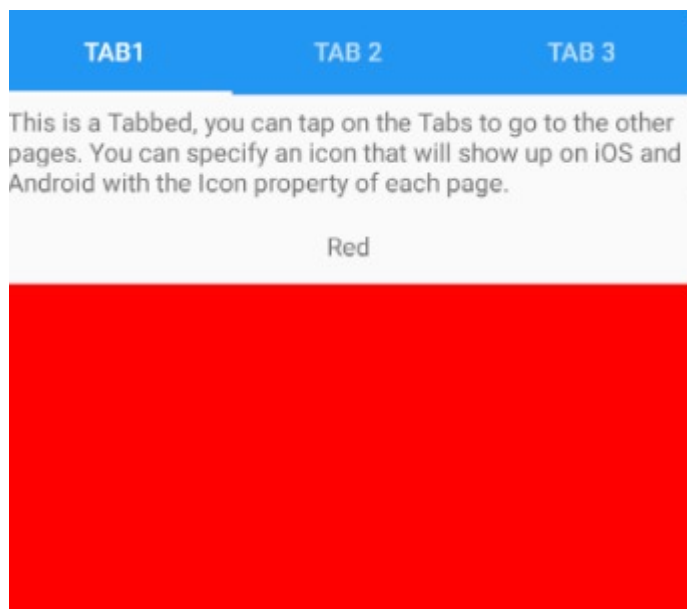 TAB1 TAB 2 TAB 3
This is a Tabbed, you can tap on the Tabs to go to the other
pages. You can specify an icon that will show up on iOS and
Android with the Icon property of each page.
Red